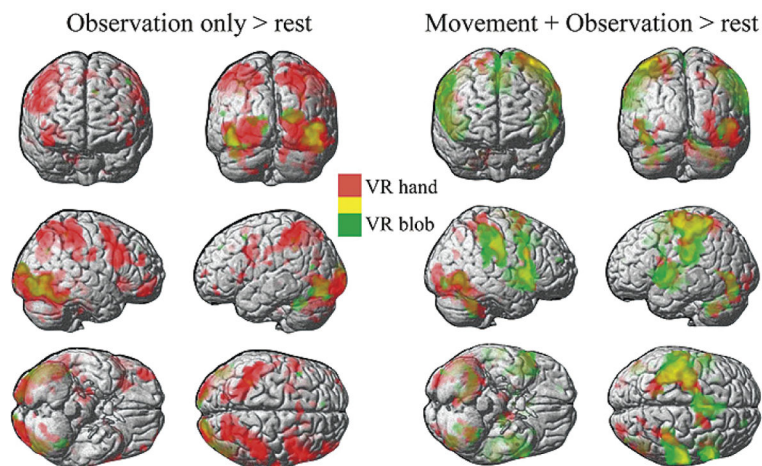 Observation only > rest
Movement + Observation > rest
VR hand
VR blob